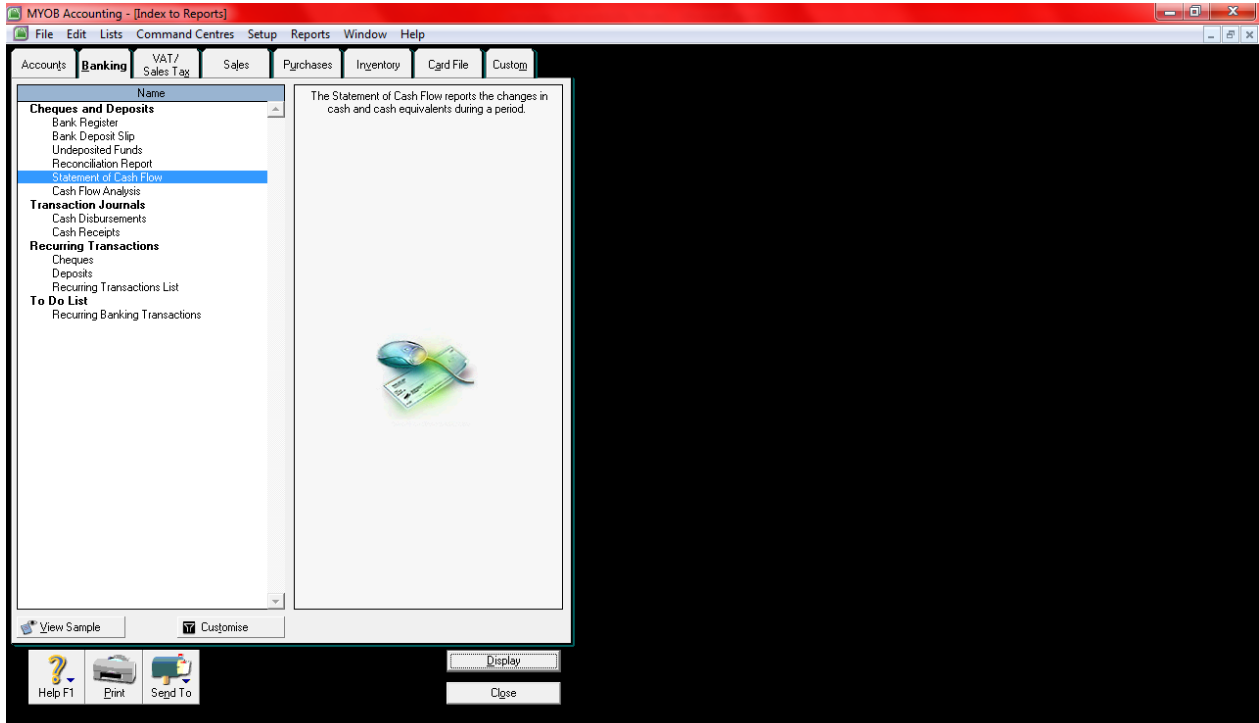 MYOB Accounting - [Index to Reports]
File Edit Lists Command Centres Setup Reports Window Help
Accounts Banking VAT/ Sales Tax Sales Purchases Inventory Card File Custom
Name
Cheques and Deposits
Bank Register
Bank Deposit Slip
Undeposited Funds
Reconciliation Report
Statement of Cash Flow
Cash Flow Analysis
Transaction Journals
Cash Disbursements
Cash Receipts
Recurring Transactions
Cheques
Deposits
Recurring Transactions List
To Do List
Recurring Banking Transactions
The Statement of Cash Flow reports the changes in
cash and cash equivalents during a period.
View Sample Customise
Help F1 Print Send To
Display
Close